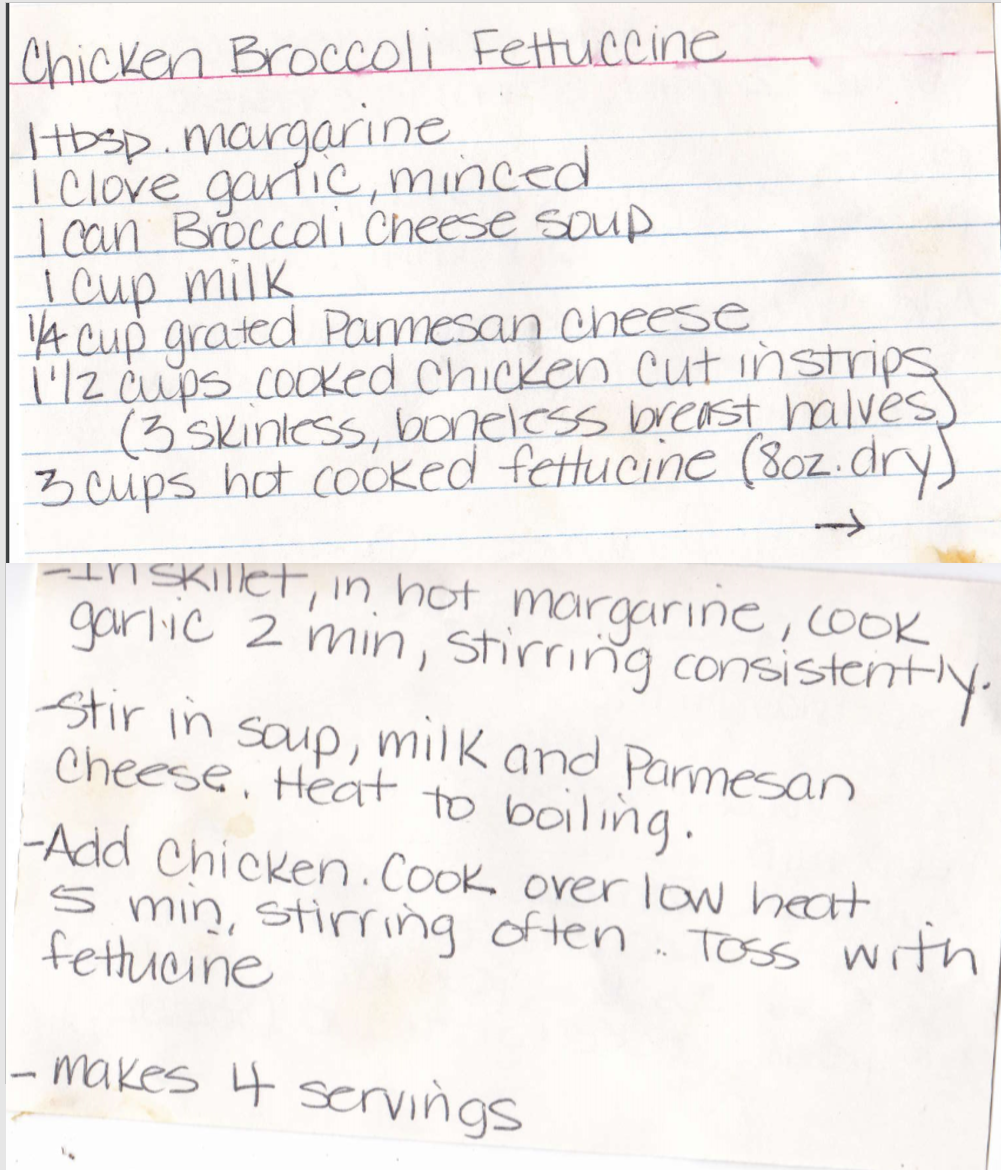 Chicken Broccoli Fettuccine
1 tbsp. margarine
1 clove garlic, minced
1 can Broccoli Cheese soup
1 cup milk
1/4 cup grated Parmesan cheese
1 1/2 cups cooked chicken cut in strips
(3 skinless, boneless breast halves)
3 cups hot cooked fettucine (8oz. dry)
→
-In skillet, in hot margarine, cook
garlic 2 min, stirring consistently.
-Stir in soup, milk and Parmesan
cheese. Heat to boiling.
-Add chicken. Cook over low heat
5 min, stirring often. Toss with
fettucine
- makes 4 servings